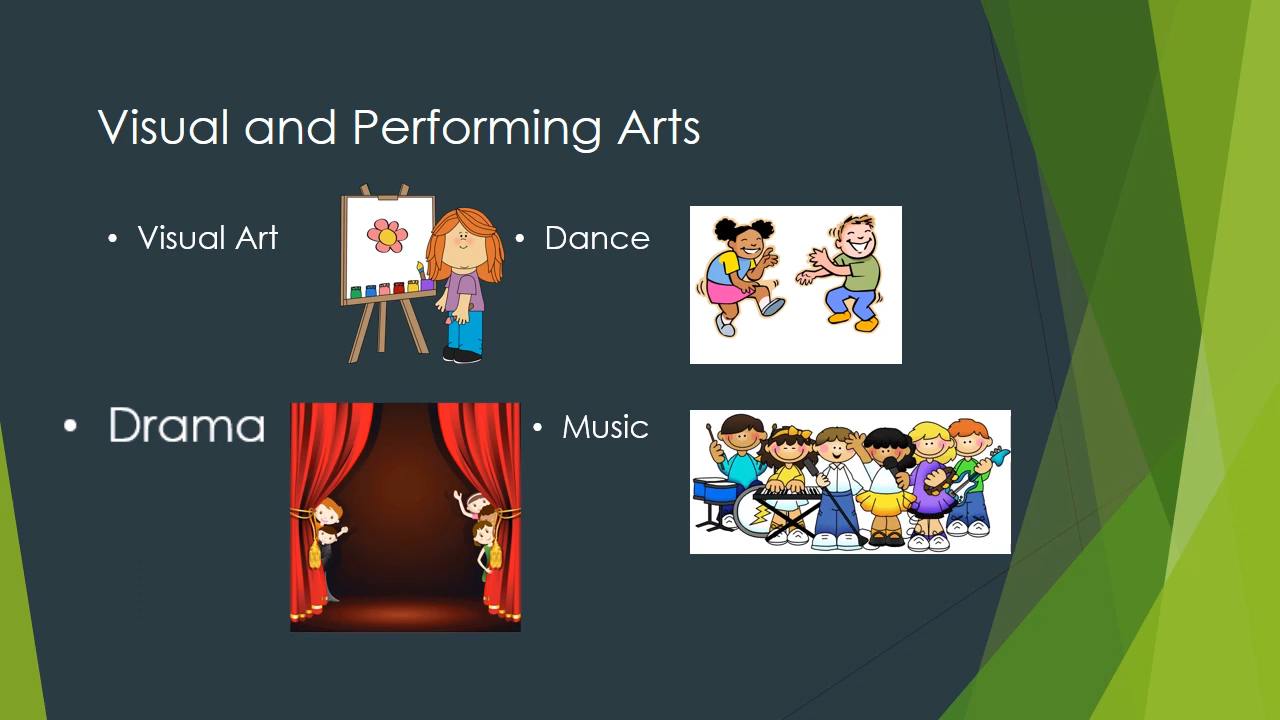 Visual and Performing Arts
• Visual Art
• Dance
• Drama
• Music